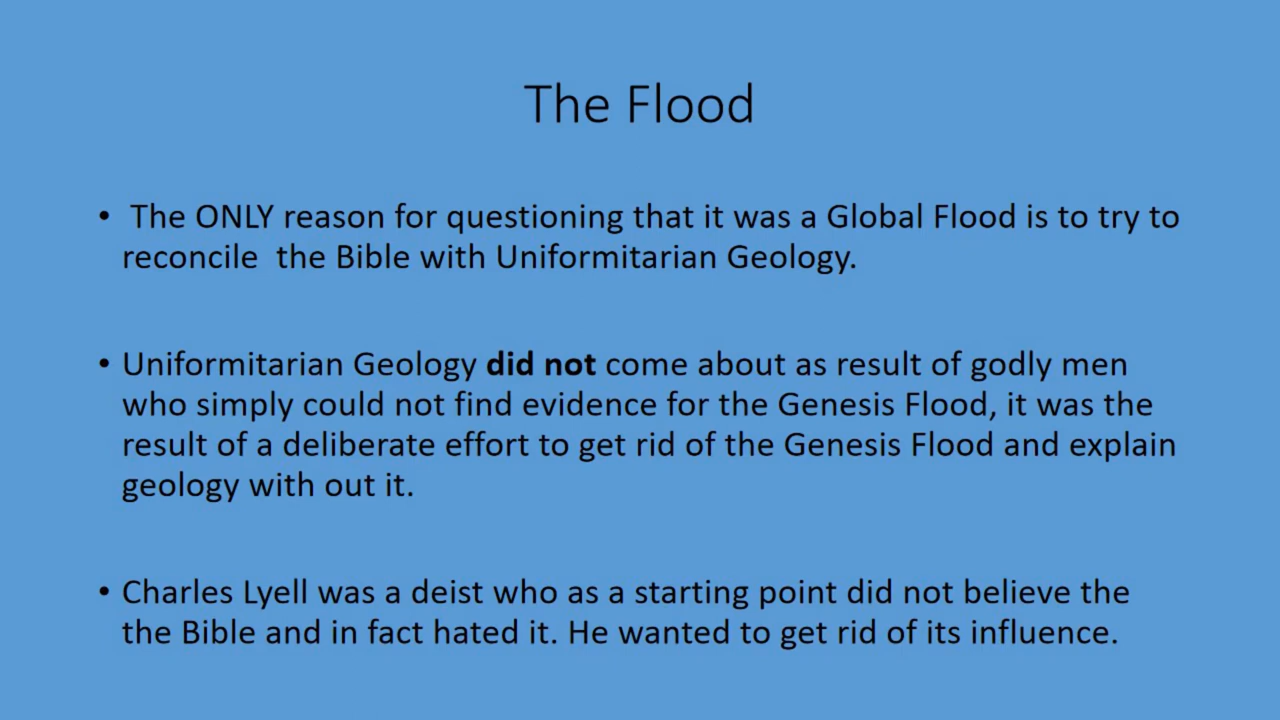 The Flood
• The ONLY reason for questioning that it was a Global Flood is to try to
reconcile  the Bible with Uniformitarian Geology.
• Uniformitarian Geology did not come about as result of godly men
who simply could not find evidence for the Genesis Flood, it was the
result of a deliberate effort to get rid of the Genesis Flood and explain
geology with out it.
• Charles Lyell was a deist who as a starting point did not believe the
the Bible and in fact hated it. He wanted to get rid of its influence.